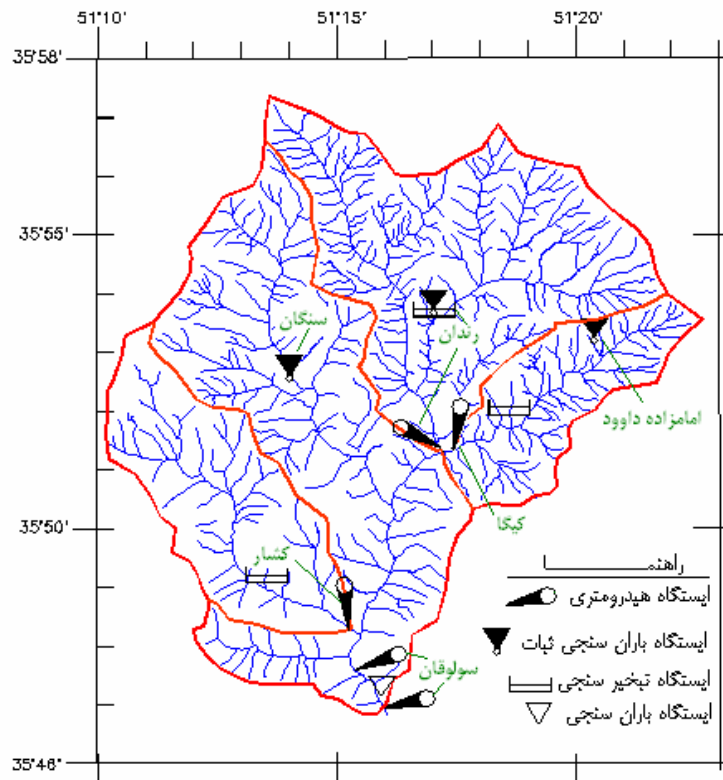 51°10' 51°15' 51°20'
35°58'
35°55'
سنگان
رندان
امامزاده داوود
کیگا
35°50'
کشار
سولوقان
راهنمـ
ایستگاه هیدرومتری
ایستگاه باران سنجی ثبات
ایستگاه تبخیر سنجی
ایستگاه باران سنجی
35°46'